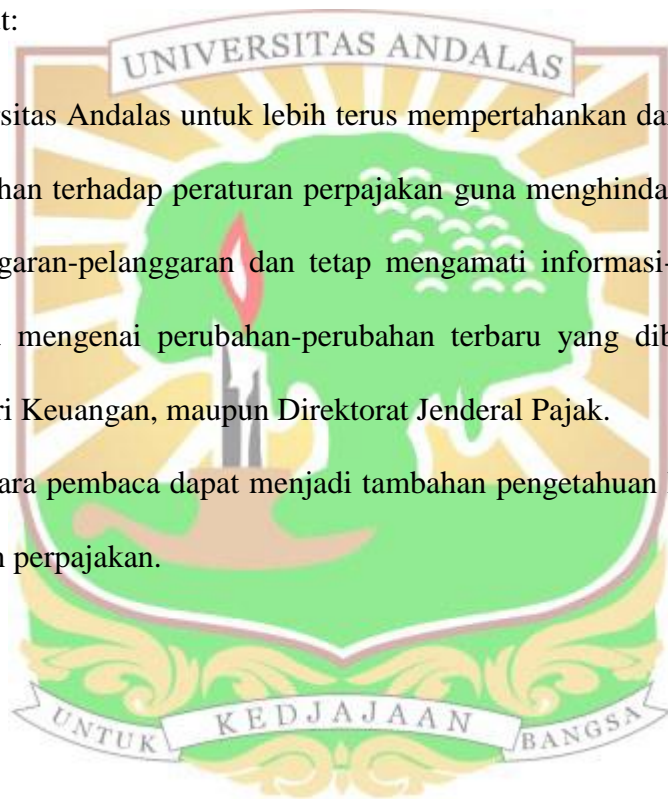 t:
UNIVERSITAS ANDALAS
sitas Andalas untuk lebih terus mempertahankan dar
han terhadap peraturan perpajakan guna menghinda
garan-pelanggaran dan tetap mengamati informasi-
mengenai perubahan-perubahan terbaru yang dib
ri Keuangan, maupun Direktorat Jenderal Pajak.
ara pembaca dapat menjadi tambahan pengetahuan
n perpajakan.
UNTUK KEDJAJAAN BANGSA